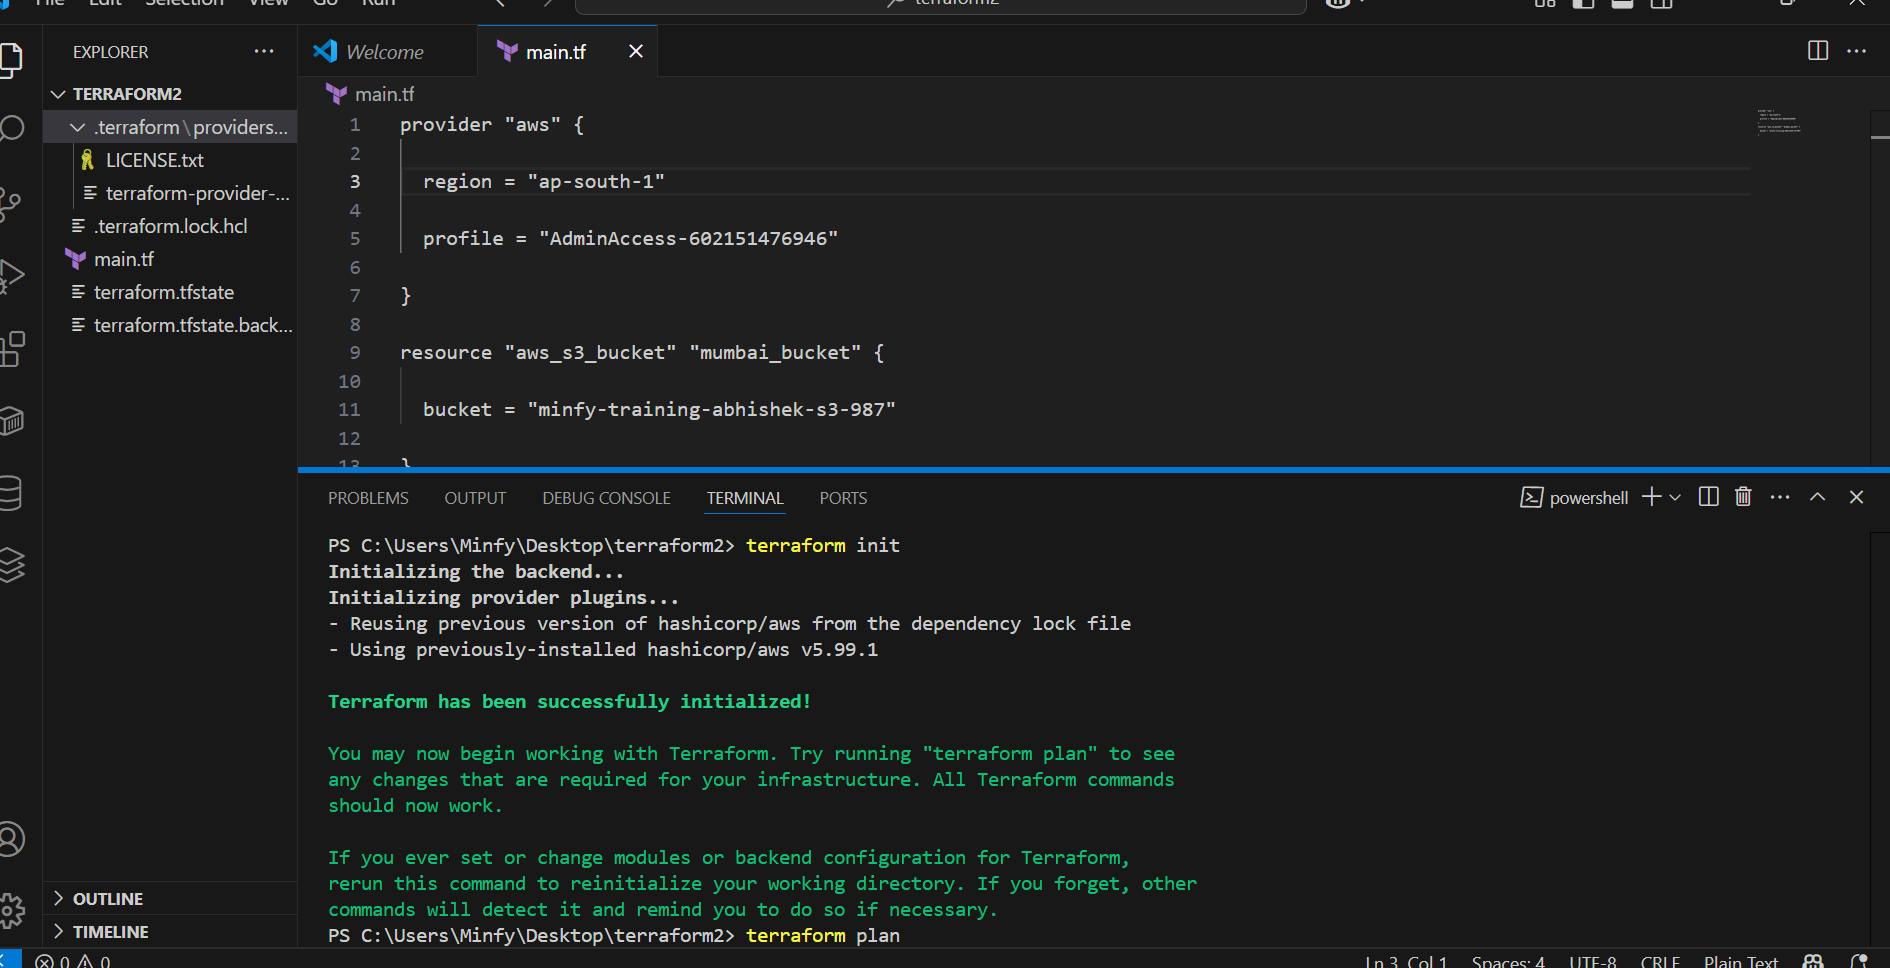 File Edit Selection View Go Run
terraform2
EXPLORER
TERRAFORM2
.terraform\providers...
LICENSE.txt
terraform-provider-...
.terraform.lock.hcl
main.tf
terraform.tfstate
terraform.tfstate.back...
OUTLINE
TIMELINE
Welcome
main.tf
main.tf
1 provider "aws" {
2
3 region = "ap-south-1"
4
5 profile = "AdminAccess-602151476946"
6
7 }
8
9 resource "aws_s3_bucket" "mumbai_bucket" {
10
11 bucket = "minfy-training-abhishek-s3-987"
12
13 }
PROBLEMS OUTPUT DEBUG CONSOLE TERMINAL PORTS
powershell
PS C:\Users\Minfy\Desktop\terraform2> terraform init
Initializing the backend...
Initializing provider plugins...
- Reusing previous version of hashicorp/aws from the dependency lock file
- Using previously-installed hashicorp/aws v5.99.1
Terraform has been successfully initialized!
You may now begin working with Terraform. Try running "terraform plan" to see
any changes that are required for your infrastructure. All Terraform commands
should now work.
If you ever set or change modules or backend configuration for Terraform,
rerun this command to reinitialize your working directory. If you forget, other
commands will detect it and remind you to do so if necessary.
PS C:\Users\Minfy\Desktop\terraform2> terraform plan
0 0
Ln 3, Col 1 Spaces: 4 UTF-8 CRLF Plain Text